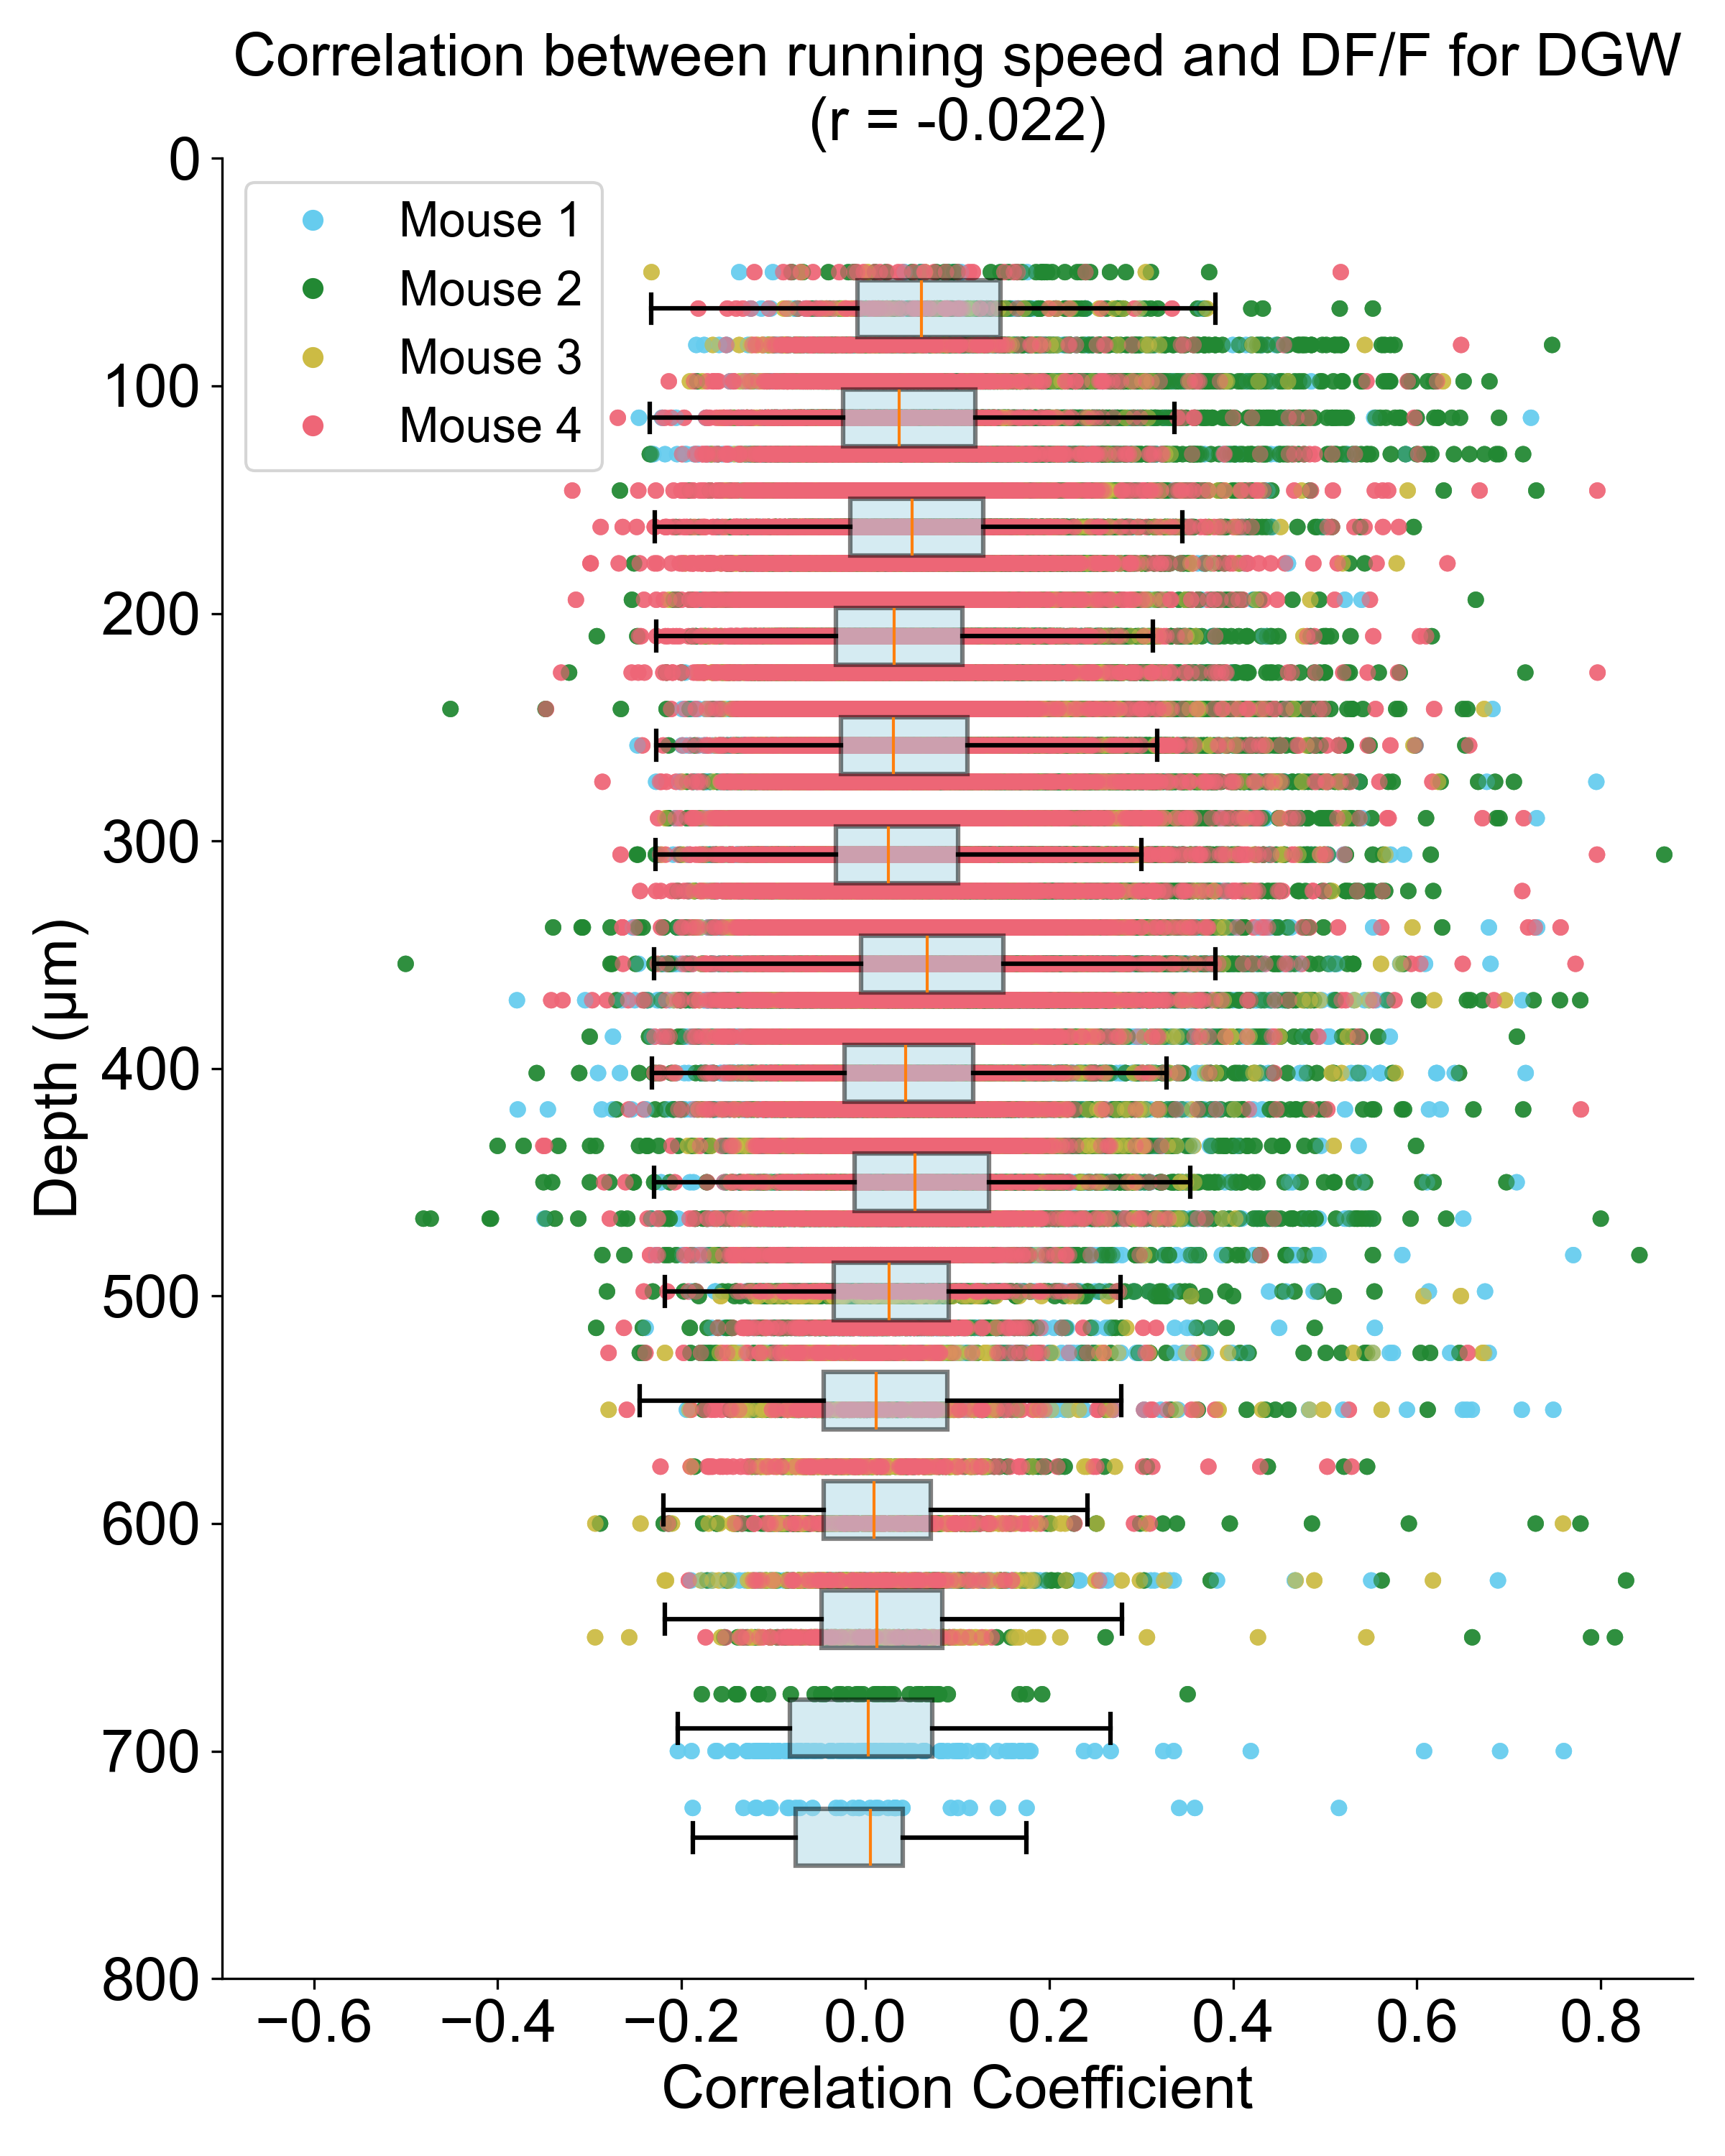 Correlation between running speed and DF/F for DGW
(r = -0.022)
Mouse 1
Mouse 2
Mouse 3
Mouse 4
0
100
200
300
400
500
600
700
800
Depth (µm)
−0.6 −0.4 −0.2 0.0 0.2 0.4 0.6 0.8
Correlation Coefficient